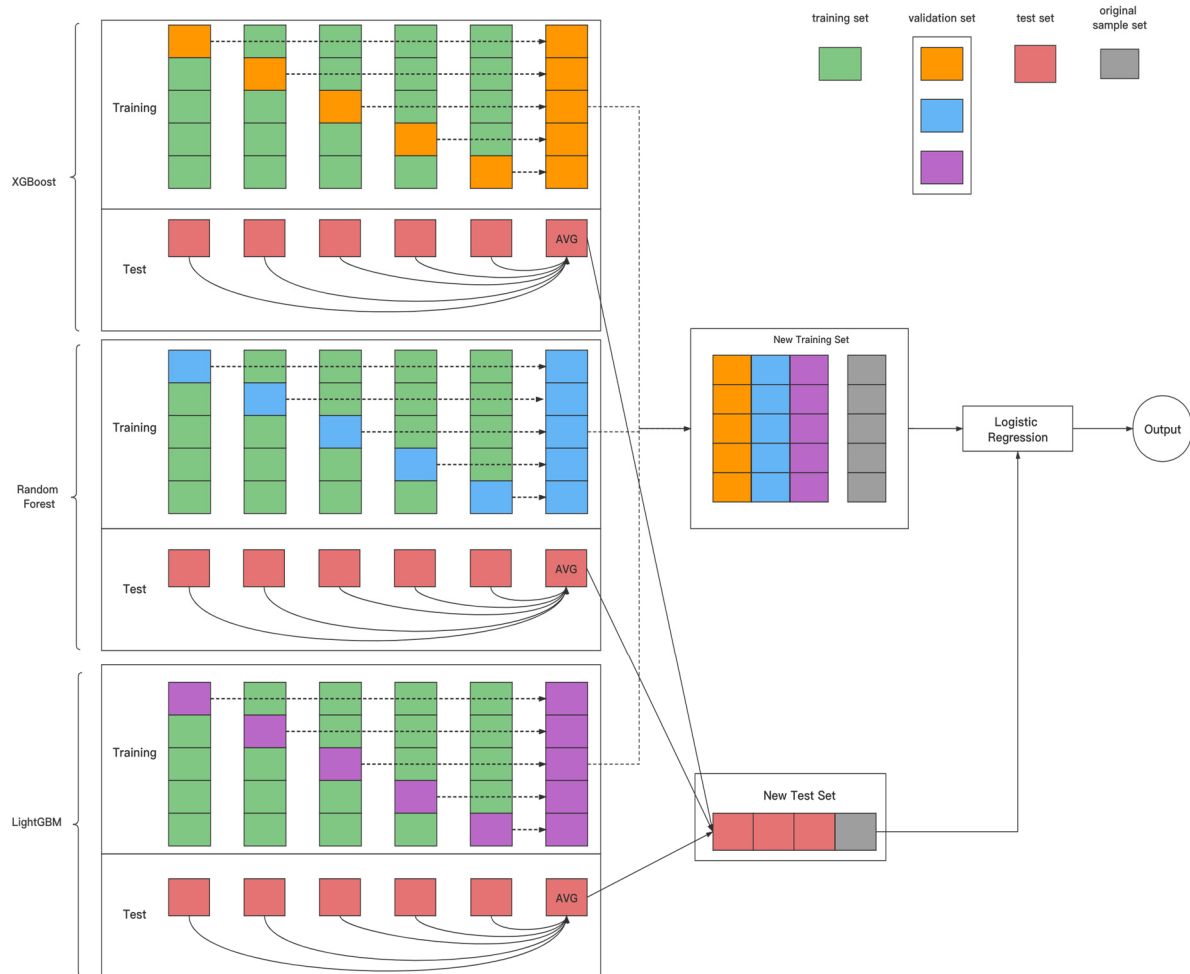 training set
validation set
test set
original
sample set
XGBoost
Training
Test
AVG
Random
Forest
Training
Test
AVG
LightGBM
Training
Test
AVG
New Training Set
Logistic
Regression
Output
New Test Set